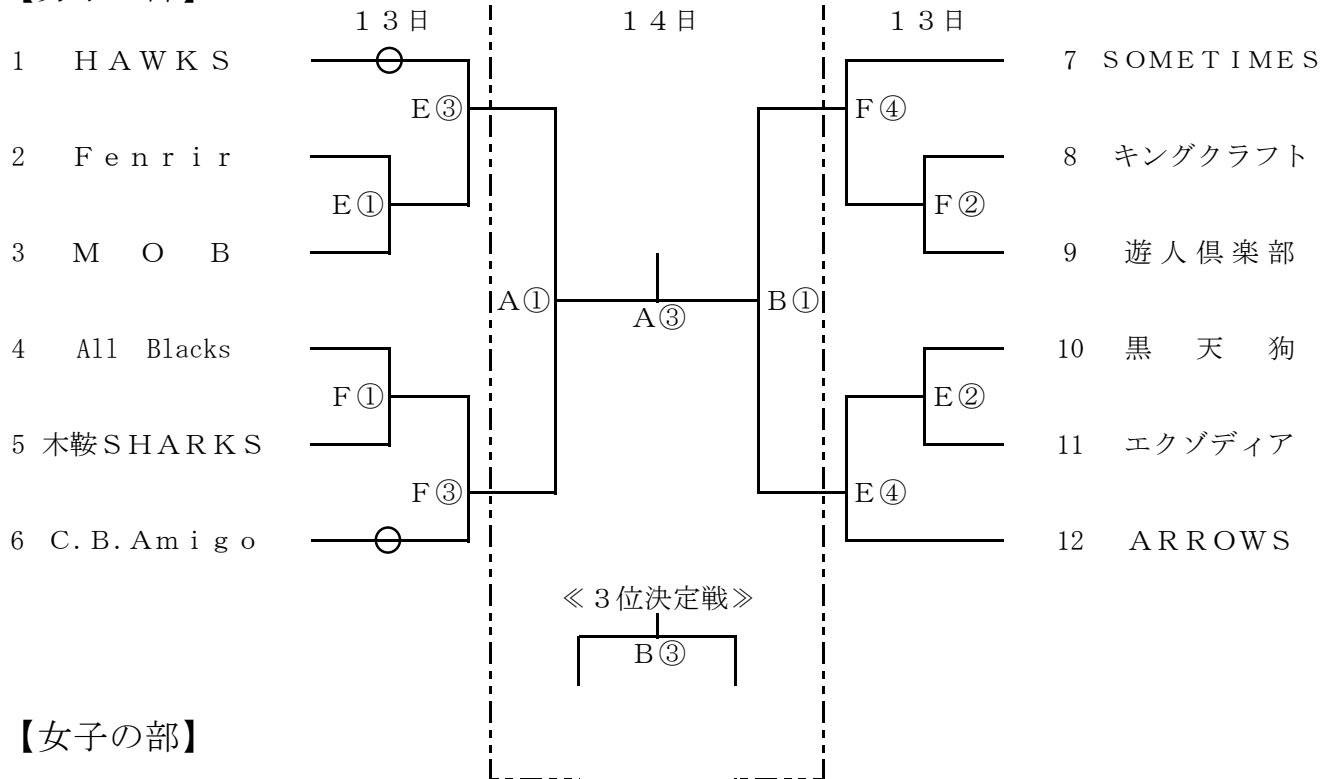 １３日 １４日 １３日
1 ＨＡＷＫＳ 7 ＳＯＭＥＴＩＭＥＳ
Ｅ③ Ｆ④
2 Ｆｅｎｒｉｒ 8 キングクラフト
Ｅ① Ｆ②
3 Ｍ Ｏ Ｂ 9 遊人倶楽部
Ａ① Ａ③ Ｂ①
4 All Blacks 10 黒 天 狗
Ｆ① Ｅ②
5 木鞍ＳＨＡＲＫＳ 11 エクゾディア
Ｆ③ Ｅ④
6 Ｃ.Ｂ.Ａｍｉｇｏ 12 ＡＲＲＯＷＳ
≪３位決定戦≫
Ｂ③
【女子の部】